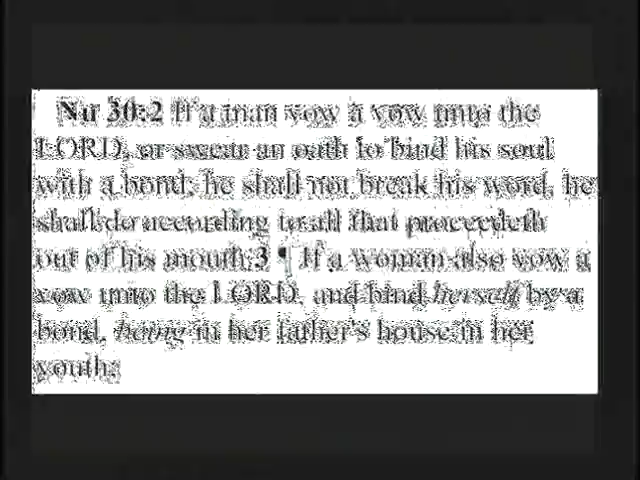 Nu 30:2 If a man vow a vow unto the
LORD, or swear an oath to bind his soul
with a bond; he shall not break his word, he
shall do according to all that proceedeth
out of his mouth.3 ¶ If a woman also vow a
vow unto the LORD, and bind herself by a
bond, being in her father's house in her
youth;